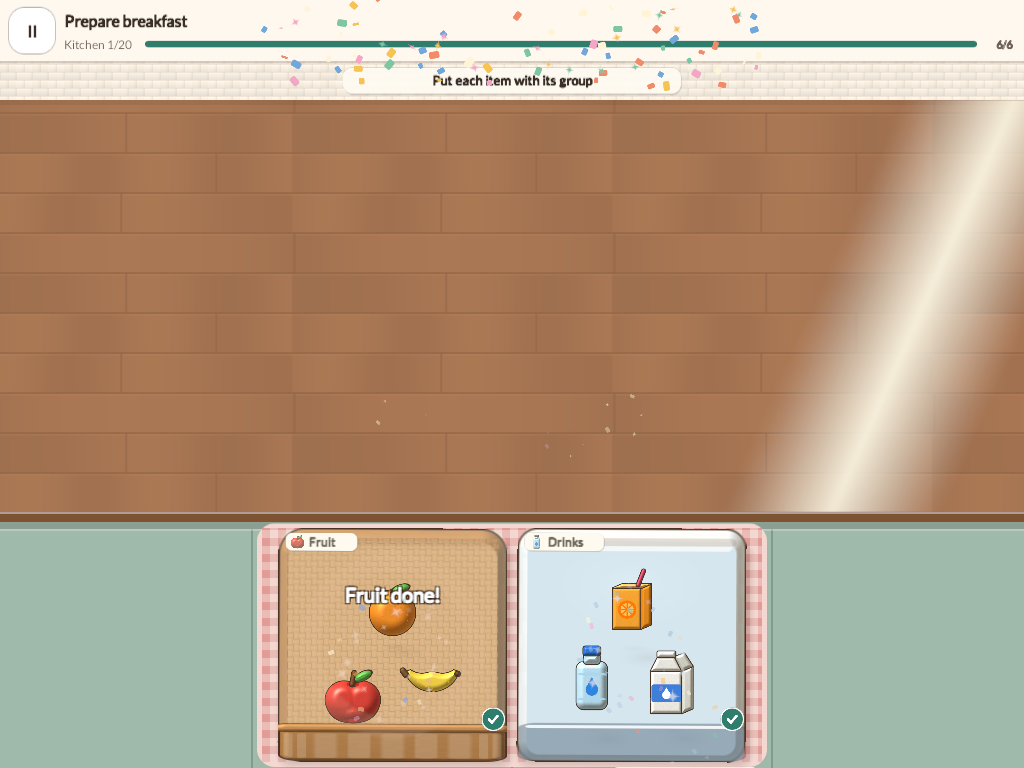 Prepare breakfast
Kitchen 1/20
6/6
Put each item with its group
Fruit
Drinks
Fruit done!